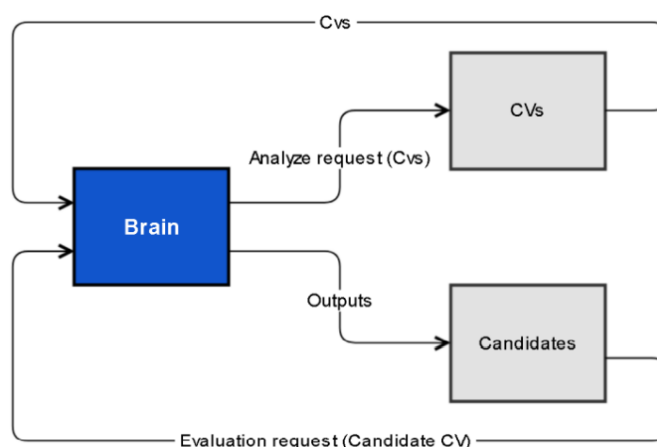 Cvs
CVs
Analyze request (Cvs)
Brain
Outputs
Candidates
Evaluation request (Candidate CV)